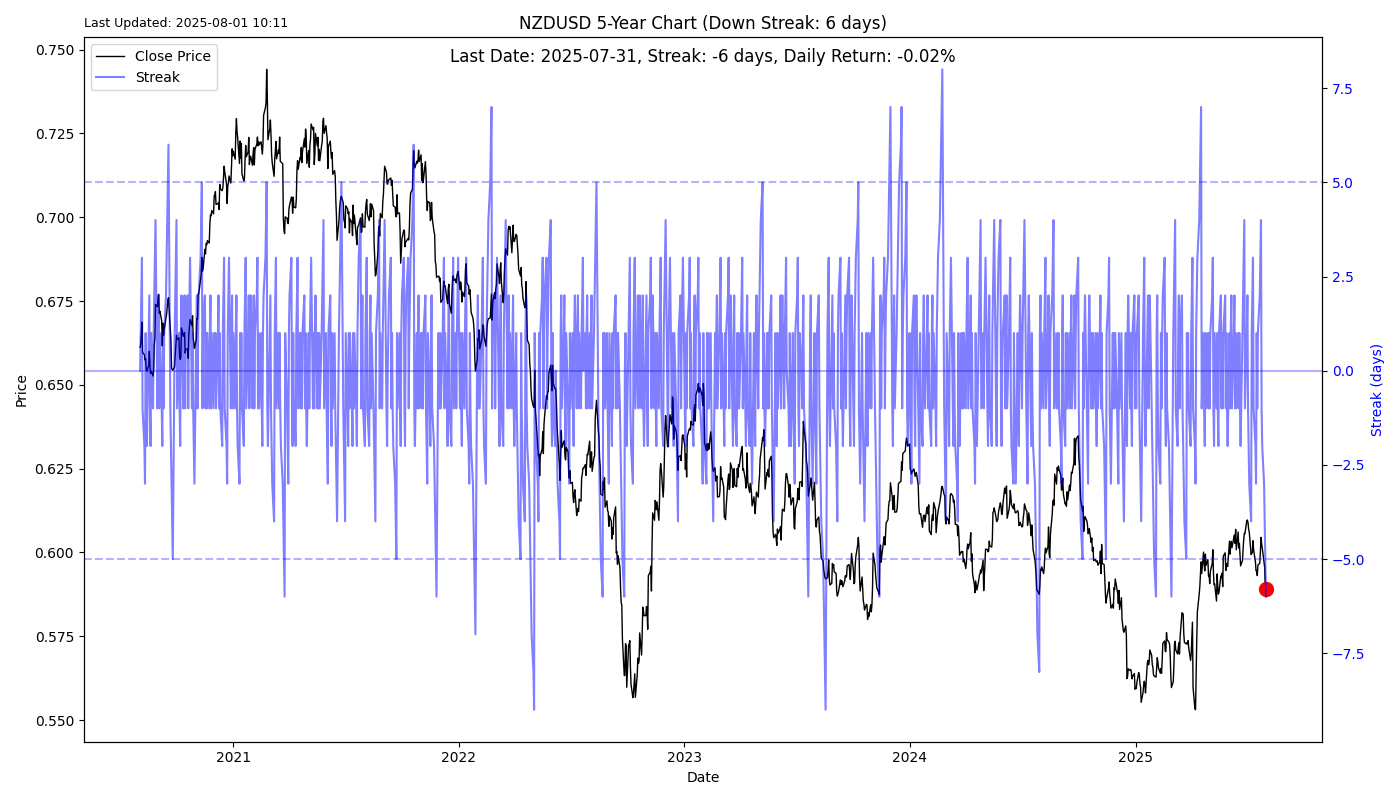 Last Updated: 2025-08-01 10:11
NZDUSD 5-Year Chart (Down Streak: 6 days)
Last Date: 2025-07-31, Streak: -6 days, Daily Return: -0.02%
Close Price
Streak
0.750
0.725
0.700
0.675
0.650
0.625
0.600
0.575
0.550
Price
7.5
5.0
2.5
0.0
−2.5
−5.0
−7.5
Streak (days)
2021
2022
2023
2024
2025
Date